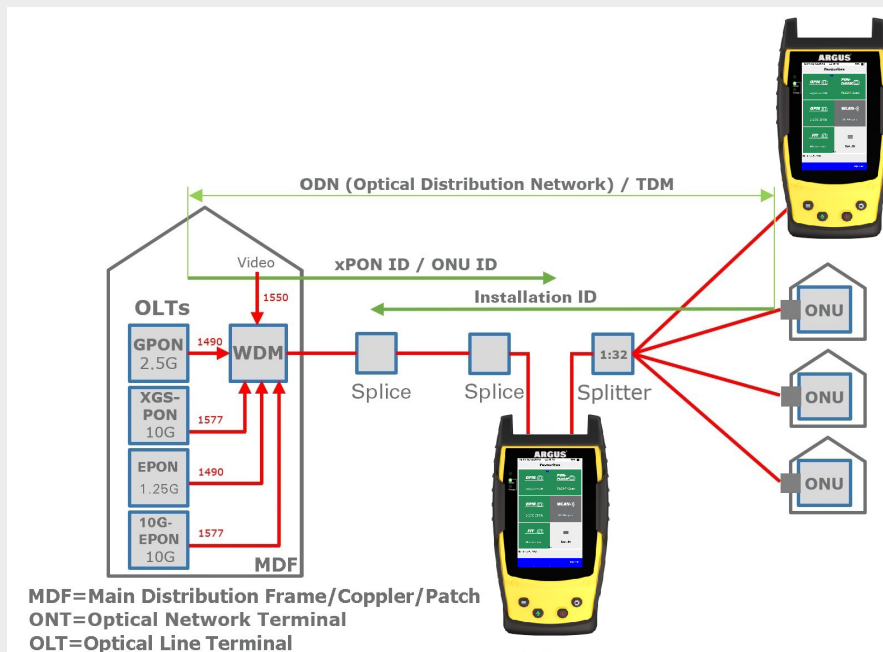 ARGUS
Favourites
ODN (Optical Distribution Network) / TDM
Video
xPON ID / ONU ID
1550
Installation ID
OLTs
GPON
2.5G
1490
WDM
1:32
ONU
Splice
Splice
Splitter
XGS-
PON
10G
1577
ONU
EPON
1.25G
1490
ARGUS
Favourites
ONU
10G-
EPON
10G
1577
MDF
MDF=Main Distribution Frame/Coppler/Patch
ONT=Optical Network Terminal
OLT=Optical Line Terminal